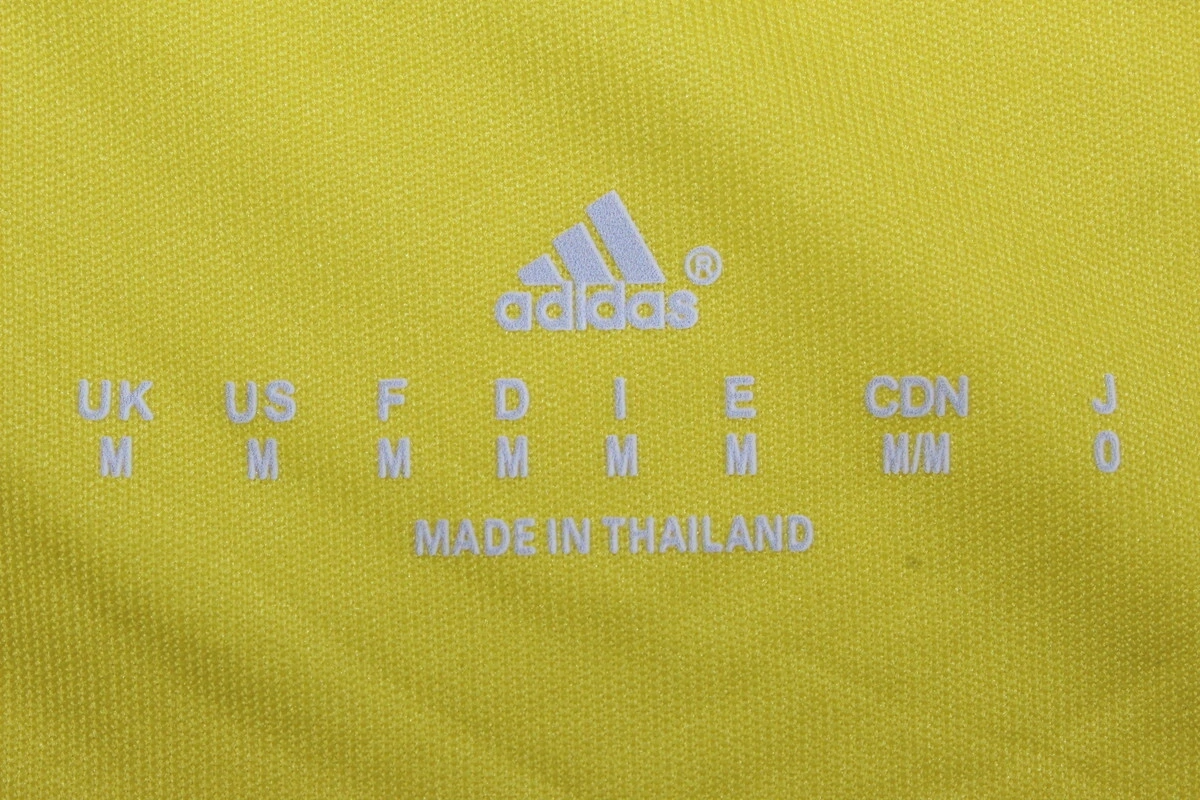 adidas®
UK US F D I E CDN J
M M M M M M M/M O
MADE IN THAILAND